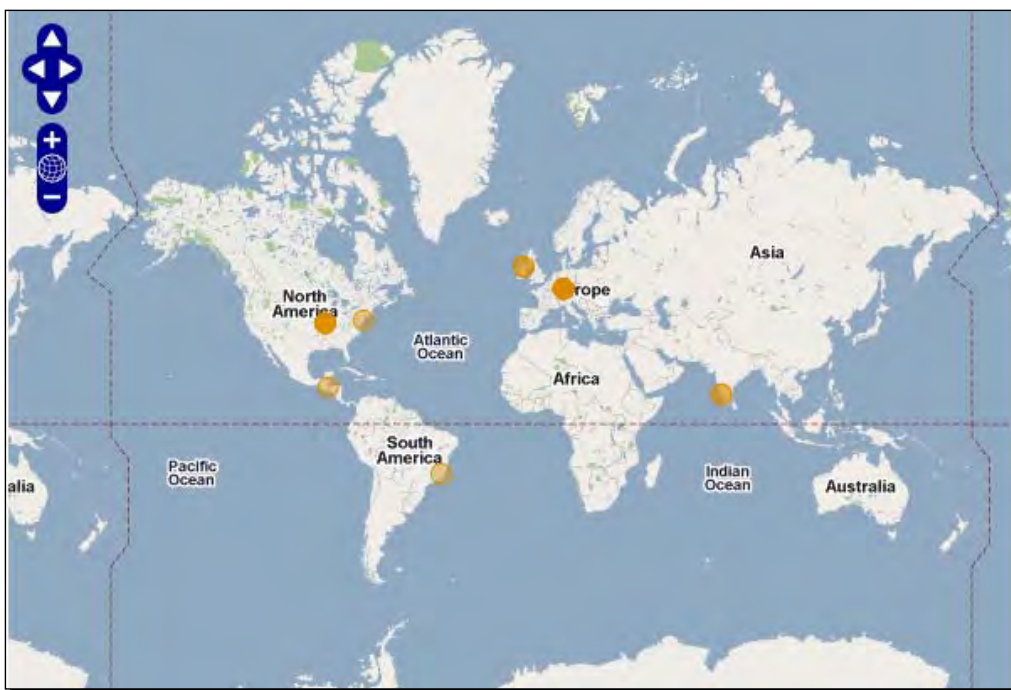 Asia
North
America
rope
Atlantic
Ocean
Africa
South
America
Pacific
Ocean
Indian
Ocean
alia
Australia